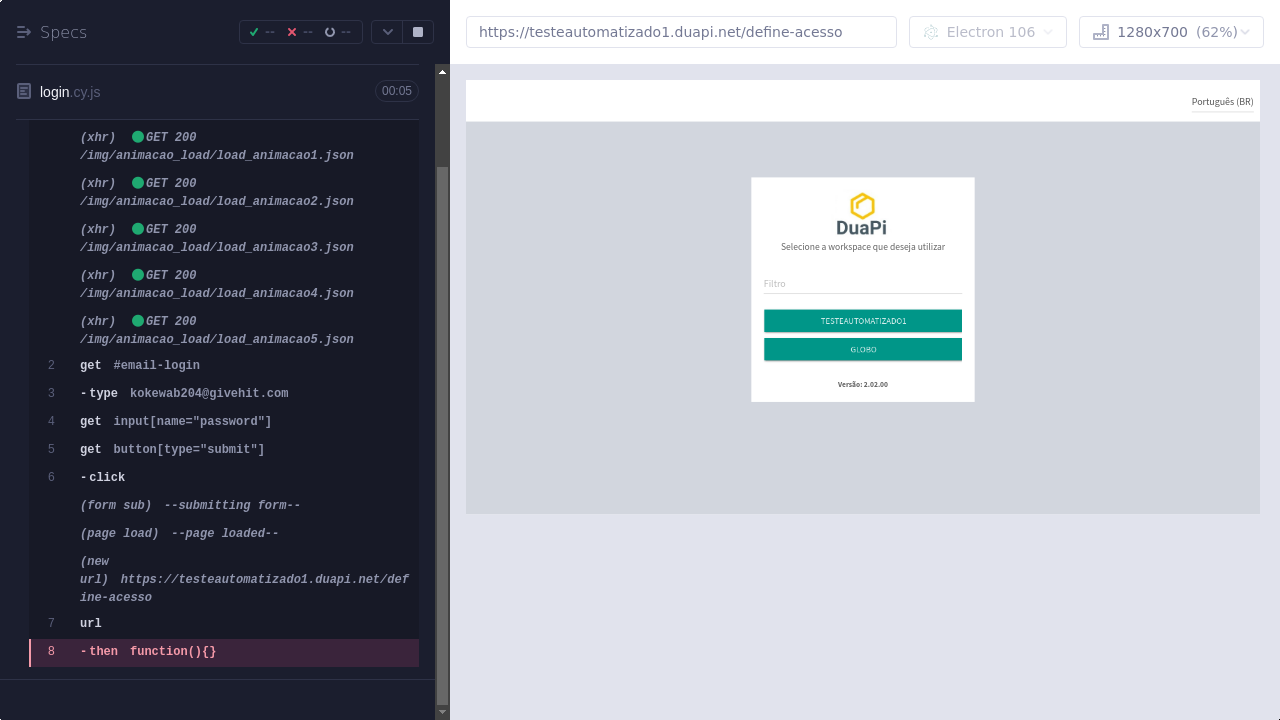 Specs
-- -- --
login.cy.js
00:05
(xhr) GET 200
/img/animacao_load/load_animacao1.json
(xhr) GET 200
/img/animacao_load/load_animacao2.json
(xhr) GET 200
/img/animacao_load/load_animacao3.json
(xhr) GET 200
/img/animacao_load/load_animacao4.json
(xhr) GET 200
/img/animacao_load/load_animacao5.json
2 get #email-login
3 -type kokewab204@givehit.com
4 get input[name="password"]
5 get button[type="submit"]
6 -click
(form sub) --submitting form--
(page load) --page loaded--
(new
url) https://testeautomatizado1.duapi.net/def
ine-acesso
7 url
8 -then function(){}
https://testeautomatizado1.duapi.net/define-acesso
Electron 106
1280x700 (62%)
Português (BR)
DuaPi
Selecione a workspace que deseja utilizar
Filtro
TESTEAUTOMATIZADO1
GLOBO
Versão: 2.02.00